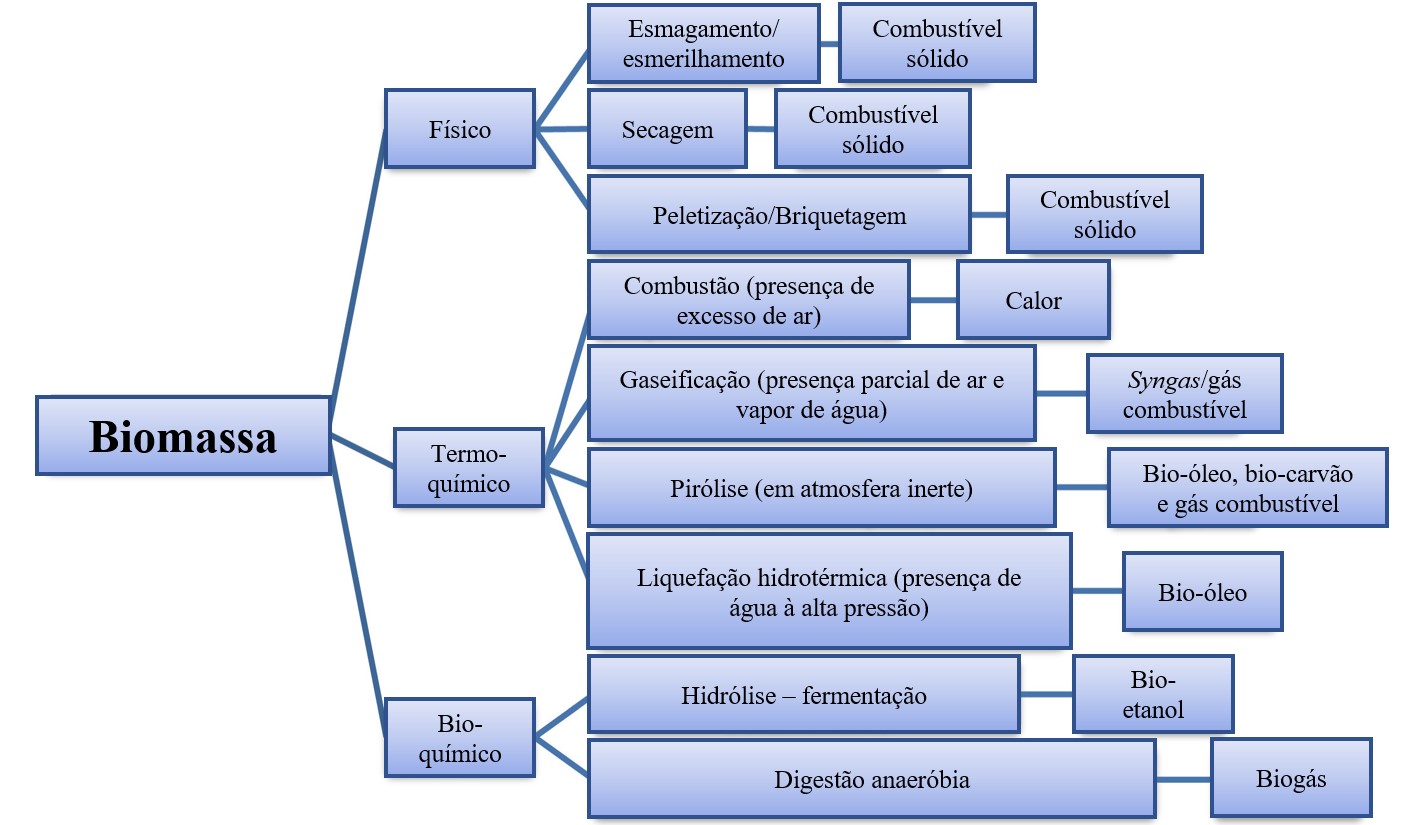 Esmagamento/
esmerilhamento
Combustível
sólido
Físico
Secagem
Combustível
sólido
Peletização/Briquetagem
Combustível
sólido
Combustão (presença de
excesso de ar)
Calor
Gaseificação (presença parcial de ar e
vapor de água)
Syngas/gás
combustível
Biomassa
Termo-
químico
Pirólise (em atmosfera inerte)
Bio-óleo, bio-carvão
e gás combustível
Liquefação hidrotérmica (presença de
água à alta pressão)
Bio-óleo
Bio-
químico
Hidrólise – fermentação
Bio-
etanol
Digestão anaeróbia
Biogás